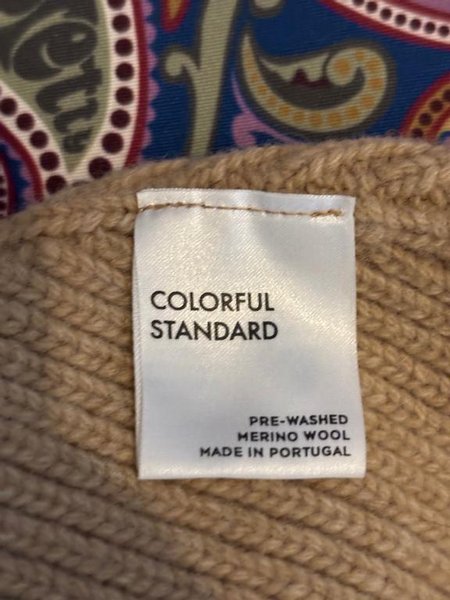 COLORFUL
STANDARD
PRE-WASHED
MERINO WOOL
MADE IN PORTUGAL